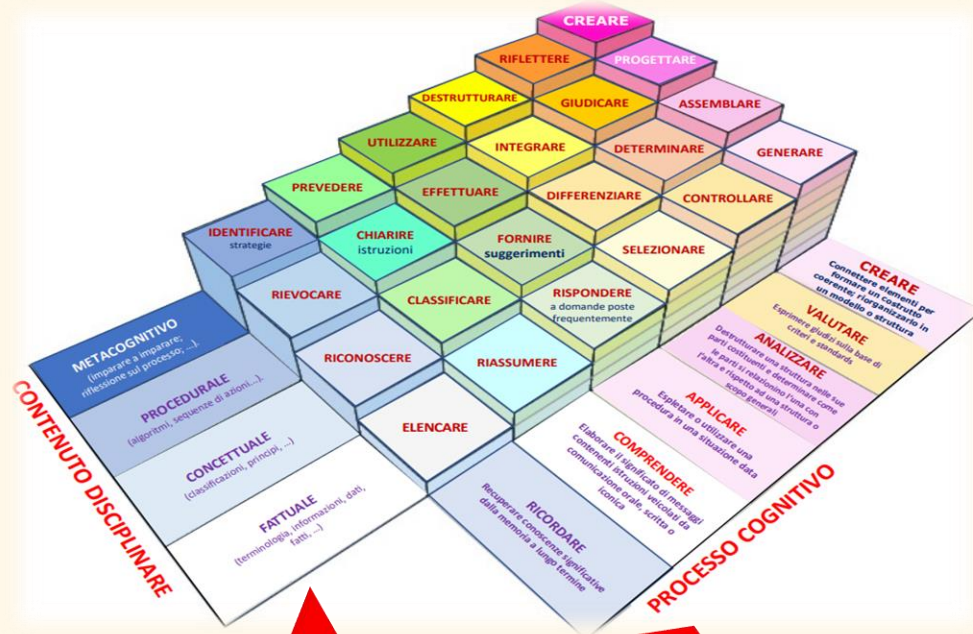 CREARE
RIFLETTERE
PROGETTARE
DESTRUTTURARE
GIUDICARE
ASSEMBLARE
UTILIZZARE
INTEGRARE
DETERMINARE
GENERARE
PREVEDERE
EFFETTUARE
DIFFERENZIARE
CONTROLLARE
IDENTIFICARE
strategie
CHIARIRE
istruzioni
FORNIRE
suggerimenti
SELEZIONARE
RIEVOCARE
CLASSIFICARE
RISPONDERE
a domande poste
frequentemente
RICONOSCERE
RIASSUMERE
ELENCARE
METACOGNITIVO
(imparare a imparare;
riflessione sul processo; ...).
PROCEDURALE
(algoritmi, sequenze di azioni,...).
CONCETTUALE
(classificazioni, principi, ...)
FATTUALE
(terminologia, informazioni, dati,
fatti, ...)
CONTENUTO DISCIPLINARE
CREARE
Connettere elementi per
formare un costrutto
coerente; riorganizzarlo in
un modello o struttura
VALUTARE
Esprimere giudizi sulla base di
criteri e standards
ANALIZZARE
Destrutturare una struttura nelle sue
parti costituenti e determinare come
le parti si relazionino l'una con
l'altra e rispetto ad una struttura o
scopo generali
APPLICARE
Espletare o utilizzare una
procedura in una situazione data
COMPRENDERE
Elaborare il significato di messaggi
contenenti istruzioni veicolati da
comunicazione orale, scritta o
iconica
RICORDARE
Recuperare conoscenze significative
dalla memoria a lungo termine
PROCESSO COGNITIVO